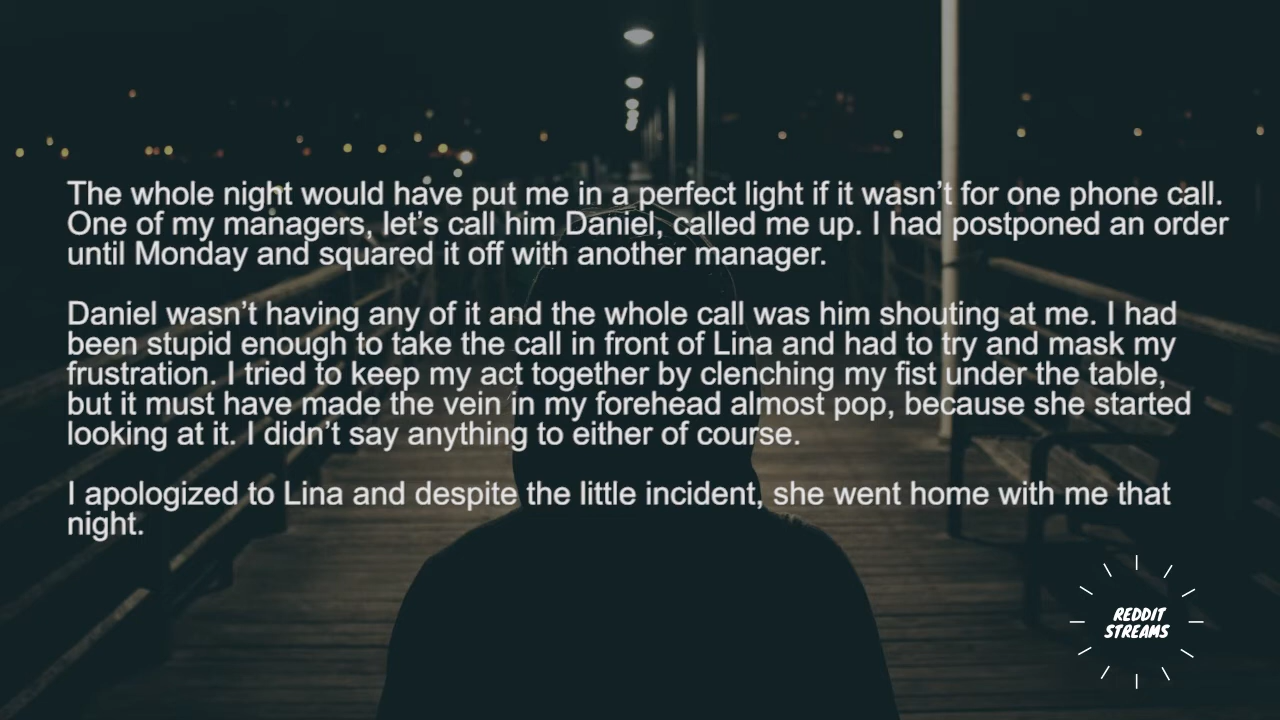 The whole night would have put me in a perfect light if it wasn’t for one phone call.
One of my managers, let’s call him Daniel, called me up. I had postponed an order
until Monday and squared it off with another manager.
Daniel wasn’t having any of it and the whole call was him shouting at me. I had
been stupid enough to take the call in front of Lina and had to try and mask my
frustration. I tried to keep my act together by clenching my fist under the table,
but it must have made the vein in my forehead almost pop, because she started
looking at it. I didn’t say anything to either of course.
I apologized to Lina and despite the little incident, she went home with me that
night.
REDDIT
STREAMS